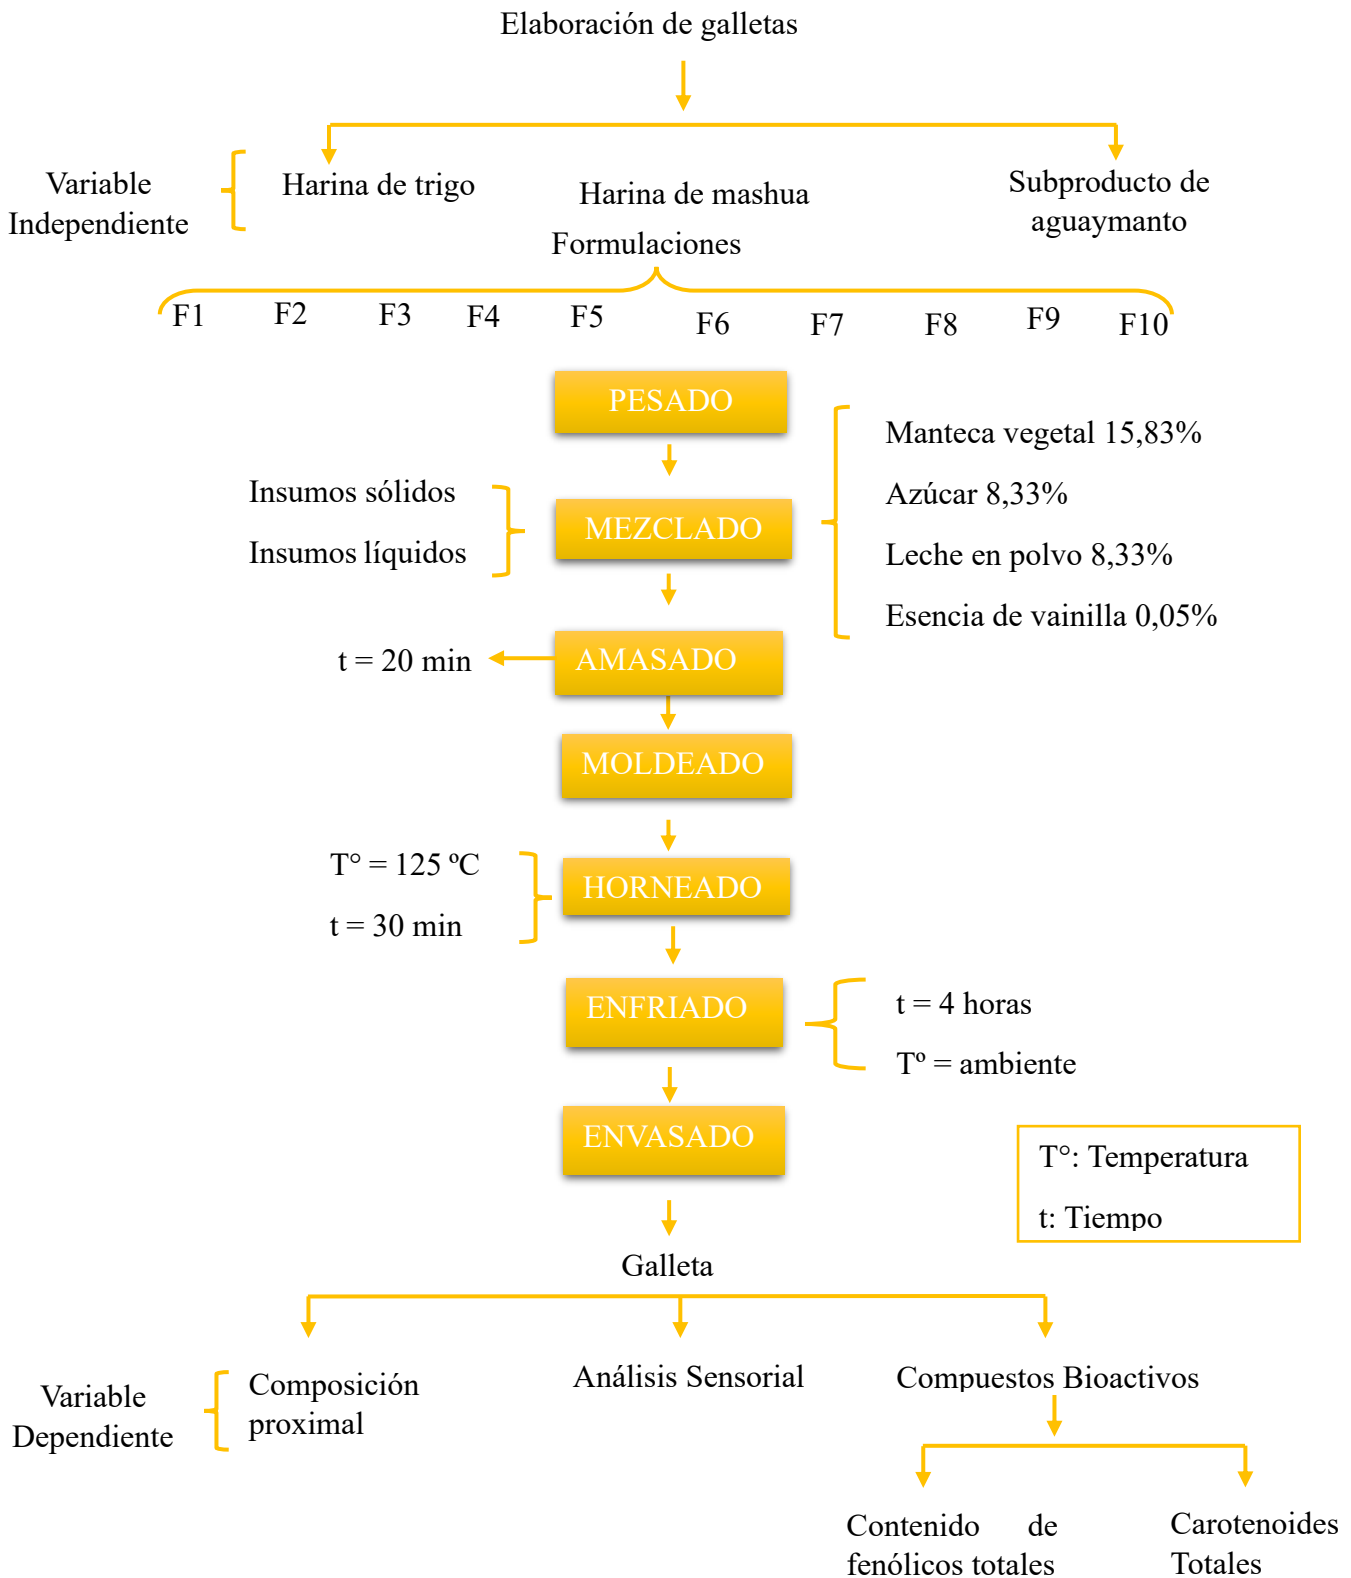 Elaboración de galletas
Variable
Independiente
Harina de trigo
Harina de mashua
Subproducto de
aguaymanto
Formulaciones
F1
F2
F3
F4
F5
F6
F7
F8
F9
F10
PESADO
Manteca vegetal 15,83%
Azúcar 8,33%
Leche en polvo 8,33%
Esencia de vainilla 0,05%
Insumos sólidos
Insumos líquidos
MEZCLADO
t = 20 min
AMASADO
MOLDEADO
T° = 125 ºC
t = 30 min
HORNEADO
ENFRIADO
t = 4 horas
Tº = ambiente
ENVASADO
T°: Temperatura
t: Tiempo
Galleta
Variable
Dependiente
Composición
proximal
Análisis Sensorial
Compuestos Bioactivos
Contenido de
fenólicos totales
Carotenoides
Totales